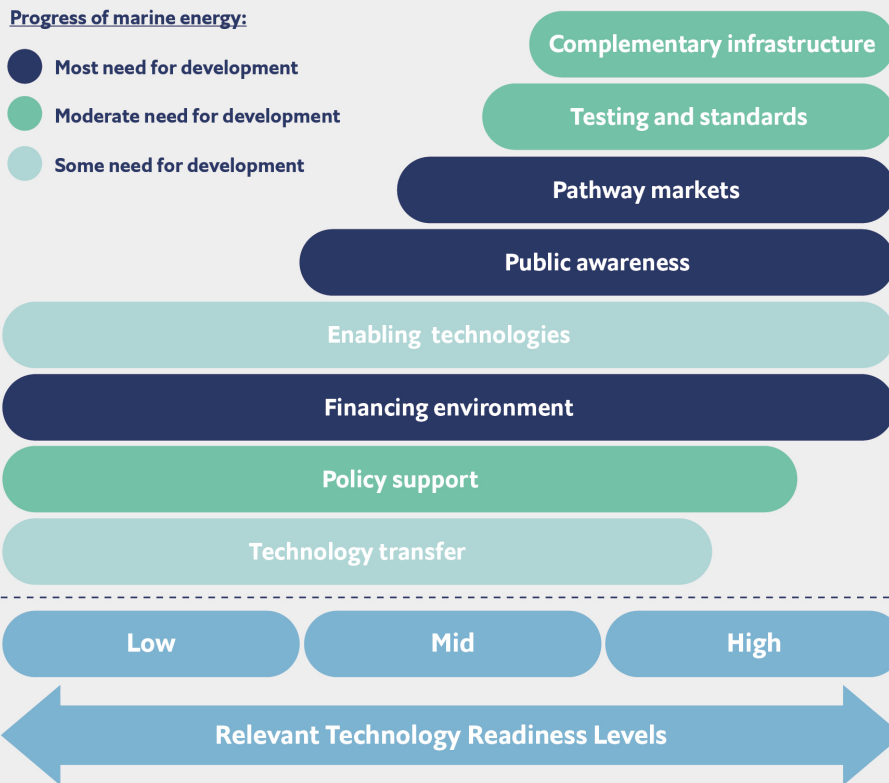 Progress of marine energy:
Most need for development
Moderate need for development
Some need for development
Complementary infrastructure
Testing and standards
Pathway markets
Public awareness
Enabling technologies
Financing environment
Policy support
Technology transfer
Low
Mid
High
Relevant Technology Readiness Levels